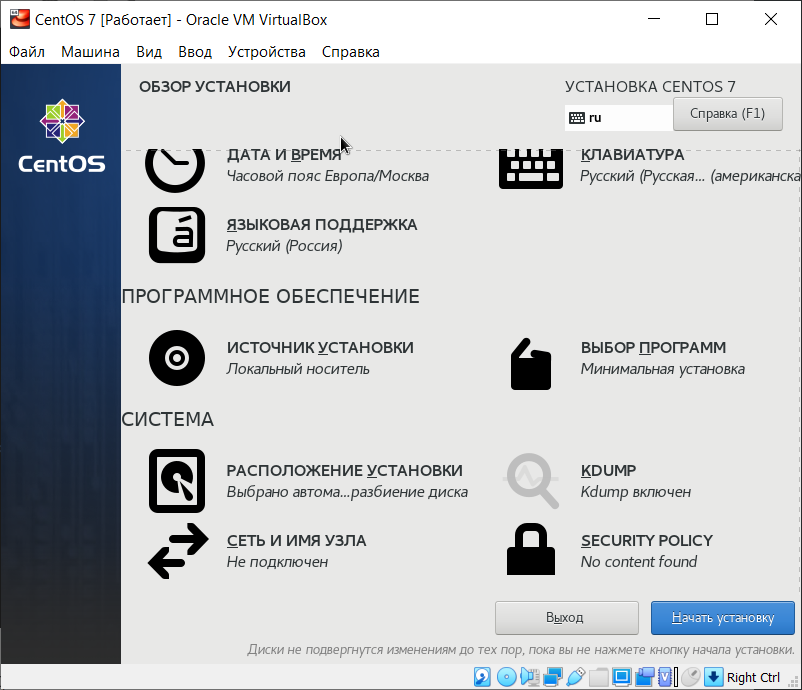 CentOS 7 [Работает] - Oracle VM VirtualBox
Файл Машина Вид Ввод Устройства Справка
CentOS
ОБЗОР УСТАНОВКИ
УСТАНОВКА CENTOS 7
ru
Справка (F1)
ДАТА И ВРЕМЯ
Часовой пояс Европа/Москва
КЛАВИАТУРА
Русский (Русская... (американска
ЯЗЫКОВАЯ ПОДДЕРЖКА
Русский (Россия)
ПРОГРАММНОЕ ОБЕСПЕЧЕНИЕ
ИСТОЧНИК УСТАНОВКИ
Локальный носитель
ВЫБОР ПРОГРАММ
Минимальная установка
СИСТЕМА
РАСПОЛОЖЕНИЕ УСТАНОВКИ
Выбрано автома...разбиение диска
KDUMP
Kdump включен
СЕТЬ И ИМЯ УЗЛА
Не подключен
SECURITY POLICY
No content found
Выход
Начать установку
Диски не подвергнутся изменениям до тех пор, пока вы не нажмете кнопку начала установки.
Right Ctrl